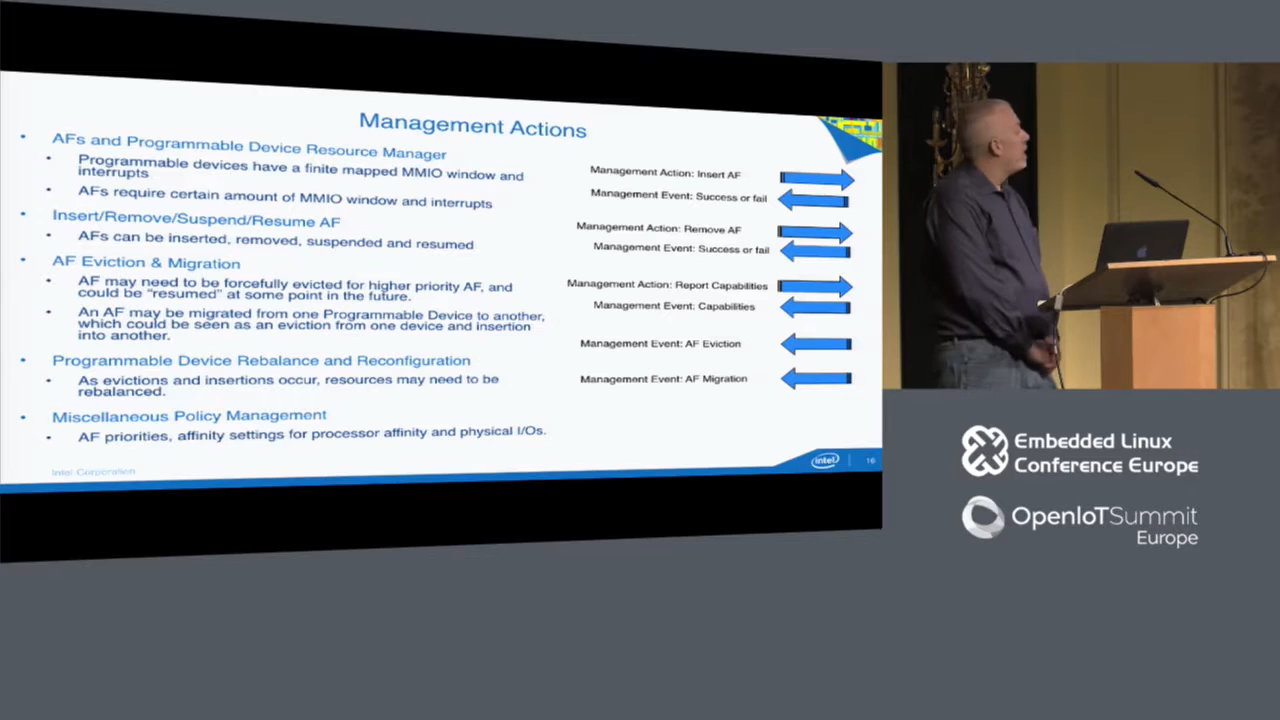 Management Actions
AFs and Programmable Device Resource Manager
Programmable devices have a finite mapped MMIO window and
interrupts
AFs require certain amount of MMIO window and interrupts
Insert/Remove/Suspend/Resume AF
AFs can be inserted, removed, suspended and resumed
AF Eviction & Migration
AF may need to be forcefully evicted for higher priority AF, and
could be “resumed” at some point in the future.
An AF may be migrated from one Programmable Device to another,
which could be seen as an eviction from one device and insertion
into another.
Programmable Device Rebalance and Reconfiguration
As evictions and insertions occur, resources may need to be
rebalanced.
Miscellaneous Policy Management
AF priorities, affinity settings for processor affinity and physical I/Os.
Management Action: Insert AF
Management Event: Success or fail
Management Action: Remove AF
Management Event: Success or fail
Management Action: Report Capabilities
Management Event: Capabilities
Management Event: AF Eviction
Management Event: AF Migration
Intel Corporation
intel
16
Embedded Linux
Conference Europe
OpenIoTSummit
Europe